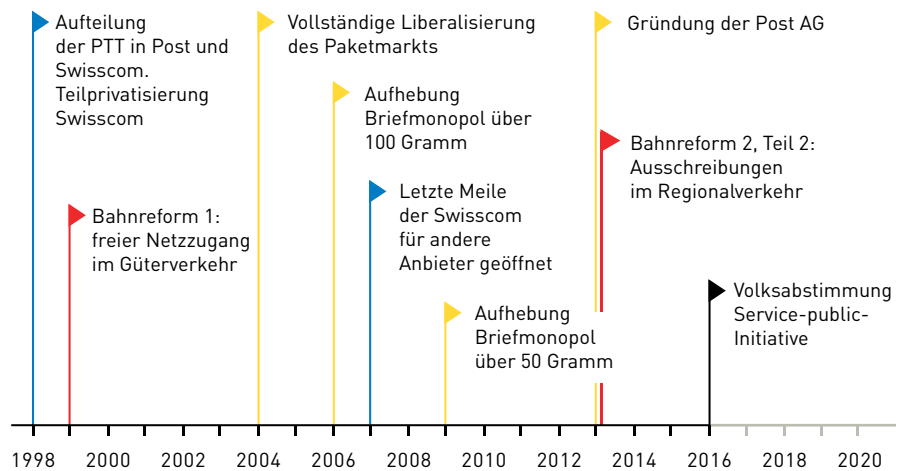 Aufteilung
der PTT in Post und
Swisscom.
Teilprivatisierung
Swisscom
Bahnreform 1:
freier Netzzugang
im Güterverkehr
Vollständige Liberalisierung
des Paketmarkts
Aufhebung
Briefmonopol über
100 Gramm
Letzte Meile
der Swisscom
für andere
Anbieter geöffnet
Aufhebung
Briefmonopol
über 50 Gramm
Gründung der Post AG
Bahnreform 2, Teil 2:
Ausschreibungen
im Regionalverkehr
Volksabstimmung
Service-public-
Initiative
1998 2000 2002 2004 2006 2008 2010 2012 2014 2016 2018 2020